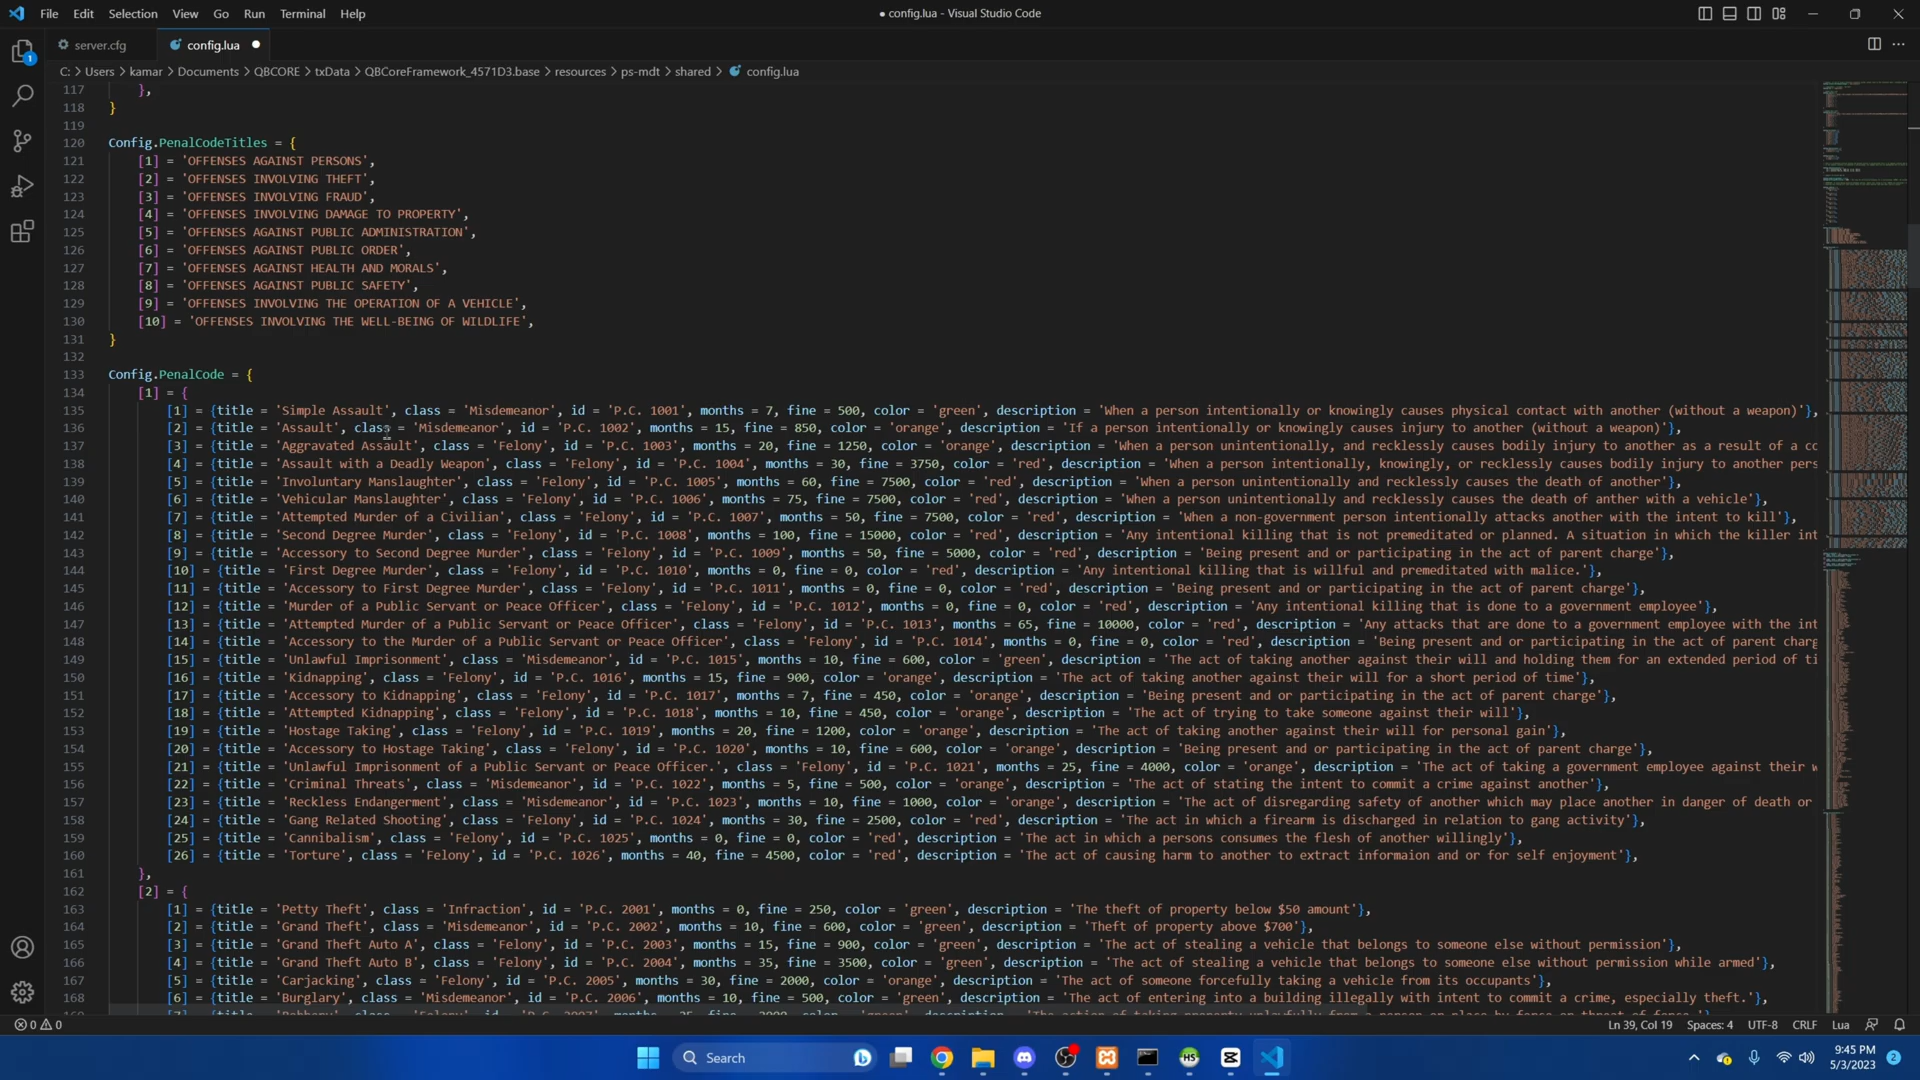 File Edit Selection View Go Run Terminal Help
● config.lua - Visual Studio Code
server.cfg config.lua ●
C: > Users > kamar > Documents > QBCORE > txData > QBCoreFramework_4571D3.base > resources > ps-mdt > shared > config.lua
117 },
118 }
119
120 Config.PenalCodeTitles = {
121 [1] = 'OFFENSES AGAINST PERSONS',
122 [2] = 'OFFENSES INVOLVING THEFT',
123 [3] = 'OFFENSES INVOLVING FRAUD',
124 [4] = 'OFFENSES INVOLVING DAMAGE TO PROPERTY',
125 [5] = 'OFFENSES AGAINST PUBLIC ADMINISTRATION',
126 [6] = 'OFFENSES AGAINST PUBLIC ORDER',
127 [7] = 'OFFENSES AGAINST HEALTH AND MORALS',
128 [8] = 'OFFENSES AGAINST PUBLIC SAFETY',
129 [9] = 'OFFENSES INVOLVING THE OPERATION OF A VEHICLE',
130 [10] = 'OFFENSES INVOLVING THE WELL-BEING OF WILDLIFE',
131 }
132
133 Config.PenalCode = {
134 [1] = {
135 [1] = {title = 'Simple Assault', class = 'Misdemeanor', id = 'P.C. 1001', months = 7, fine = 500, color = 'green', description = 'When a person intentionally or knowingly causes physical contact with another (without a weapon)'},
136 [2] = {title = 'Assault', class = 'Misdemeanor', id = 'P.C. 1002', months = 15, fine = 850, color = 'orange', description = 'If a person intentionally or knowingly causes injury to another (without a weapon)'},
137 [3] = {title = 'Aggravated Assault', class = 'Felony', id = 'P.C. 1003', months = 20, fine = 1250, color = 'orange', description = 'When a person unintentionally, and recklessly causes bodily injury to another as a result of a co
138 [4] = {title = 'Assault with a Deadly Weapon', class = 'Felony', id = 'P.C. 1004', months = 30, fine = 3750, color = 'red', description = 'When a person intentionally, knowingly, or recklessly causes bodily injury to another pers
139 [5] = {title = 'Involuntary Manslaughter', class = 'Felony', id = 'P.C. 1005', months = 60, fine = 7500, color = 'red', description = 'When a person unintentionally and recklessly causes the death of another'},
140 [6] = {title = 'Vehicular Manslaughter', class = 'Felony', id = 'P.C. 1006', months = 75, fine = 7500, color = 'red', description = 'When a person unintentionally and recklessly causes the death of anther with a vehicle'},
141 [7] = {title = 'Attempted Murder of a Civilian', class = 'Felony', id = 'P.C. 1007', months = 50, fine = 7500, color = 'red', description = 'When a non-government person intentionally attacks another with the intent to kill'},
142 [8] = {title = 'Second Degree Murder', class = 'Felony', id = 'P.C. 1008', months = 100, fine = 15000, color = 'red', description = 'Any intentional killing that is not premeditated or planned. A situation in which the killer int
143 [9] = {title = 'Accessory to Second Degree Murder', class = 'Felony', id = 'P.C. 1009', months = 50, fine = 5000, color = 'red', description = 'Being present and or participating in the act of parent charge'},
144 [10] = {title = 'First Degree Murder', class = 'Felony', id = 'P.C. 1010', months = 0, fine = 0, color = 'red', description = 'Any intentional killing that is willful and premeditated with malice.'},
145 [11] = {title = 'Accessory to First Degree Murder', class = 'Felony', id = 'P.C. 1011', months = 0, fine = 0, color = 'red', description = 'Being present and or participating in the act of parent charge'},
146 [12] = {title = 'Murder of a Public Servant or Peace Officer', class = 'Felony', id = 'P.C. 1012', months = 0, fine = 0, color = 'red', description = 'Any intentional killing that is done to a government employee'},
147 [13] = {title = 'Attempted Murder of a Public Servant or Peace Officer', class = 'Felony', id = 'P.C. 1013', months = 65, fine = 10000, color = 'red', description = 'Any attacks that are done to a government employee with the int
148 [14] = {title = 'Accessory to the Murder of a Public Servant or Peace Officer', class = 'Felony', id = 'P.C. 1014', months = 0, fine = 0, color = 'red', description = 'Being present and or participating in the act of parent charg
149 [15] = {title = 'Unlawful Imprisonment', class = 'Misdemeanor', id = 'P.C. 1015', months = 10, fine = 600, color = 'green', description = 'The act of taking another against their will and holding them for an extended period of ti
150 [16] = {title = 'Kidnapping', class = 'Felony', id = 'P.C. 1016', months = 15, fine = 900, color = 'orange', description = 'The act of taking another against their will for a short period of time'},
151 [17] = {title = 'Accessory to Kidnapping', class = 'Felony', id = 'P.C. 1017', months = 7, fine = 450, color = 'orange', description = 'Being present and or participating in the act of parent charge'},
152 [18] = {title = 'Attempted Kidnapping', class = 'Felony', id = 'P.C. 1018', months = 10, fine = 450, color = 'orange', description = 'The act of trying to take someone against their will'},
153 [19] = {title = 'Hostage Taking', class = 'Felony', id = 'P.C. 1019', months = 20, fine = 1200, color = 'orange', description = 'The act of taking another against their will for personal gain'},
154 [20] = {title = 'Accessory to Hostage Taking', class = 'Felony', id = 'P.C. 1020', months = 10, fine = 600, color = 'orange', description = 'Being present and or participating in the act of parent charge'},
155 [21] = {title = 'Unlawful Imprisonment of a Public Servant or Peace Officer.', class = 'Felony', id = 'P.C. 1021', months = 25, fine = 4000, color = 'orange', description = 'The act of taking a government employee against their w
156 [22] = {title = 'Criminal Threats', class = 'Misdemeanor', id = 'P.C. 1022', months = 5, fine = 500, color = 'orange', description = 'The act of stating the intent to commit a crime against another'},
157 [23] = {title = 'Reckless Endangerment', class = 'Misdemeanor', id = 'P.C. 1023', months = 10, fine = 1000, color = 'orange', description = 'The act of disregarding safety of another which may place another in danger of death or
158 [24] = {title = 'Gang Related Shooting', class = 'Felony', id = 'P.C. 1024', months = 30, fine = 2500, color = 'red', description = 'The act in which a firearm is discharged in relation to gang activity'},
159 [25] = {title = 'Cannibalism', class = 'Felony', id = 'P.C. 1025', months = 0, fine = 0, color = 'red', description = 'The act in which a persons consumes the flesh of another willingly'},
160 [26] = {title = 'Torture', class = 'Felony', id = 'P.C. 1026', months = 40, fine = 4500, color = 'red', description = 'The act of causing harm to another to extract informaion and or for self enjoyment'},
161 },
162 [2] = {
163 [1] = {title = 'Petty Theft', class = 'Infraction', id = 'P.C. 2001', months = 0, fine = 250, color = 'green', description = 'The theft of property below $50 amount'},
164 [2] = {title = 'Grand Theft', class = 'Misdemeanor', id = 'P.C. 2002', months = 10, fine = 600, color = 'green', description = 'Theft of property above $700'},
165 [3] = {title = 'Grand Theft Auto A', class = 'Felony', id = 'P.C. 2003', months = 15, fine = 900, color = 'green', description = 'The act of stealing a vehicle that belongs to someone else without permission'},
166 [4] = {title = 'Grand Theft Auto B', class = 'Felony', id = 'P.C. 2004', months = 35, fine = 3500, color = 'green', description = 'The act of stealing a vehicle that belongs to someone else without permission while armed'},
167 [5] = {title = 'Carjacking', class = 'Felony', id = 'P.C. 2005', months = 30, fine = 2000, color = 'orange', description = 'The act of someone forcefully taking a vehicle from its occupants'},
168 [6] = {title = 'Burglary', class = 'Misdemeanor', id = 'P.C. 2006', months = 10, fine = 500, color = 'green', description = 'The act of entering into a building illegally with intent to commit a crime, especially theft.'},
0 0 Ln 39, Col 19 Spaces: 4 UTF-8 CRLF Lua
Search
HS
9:45 PM
5/3/2023
2